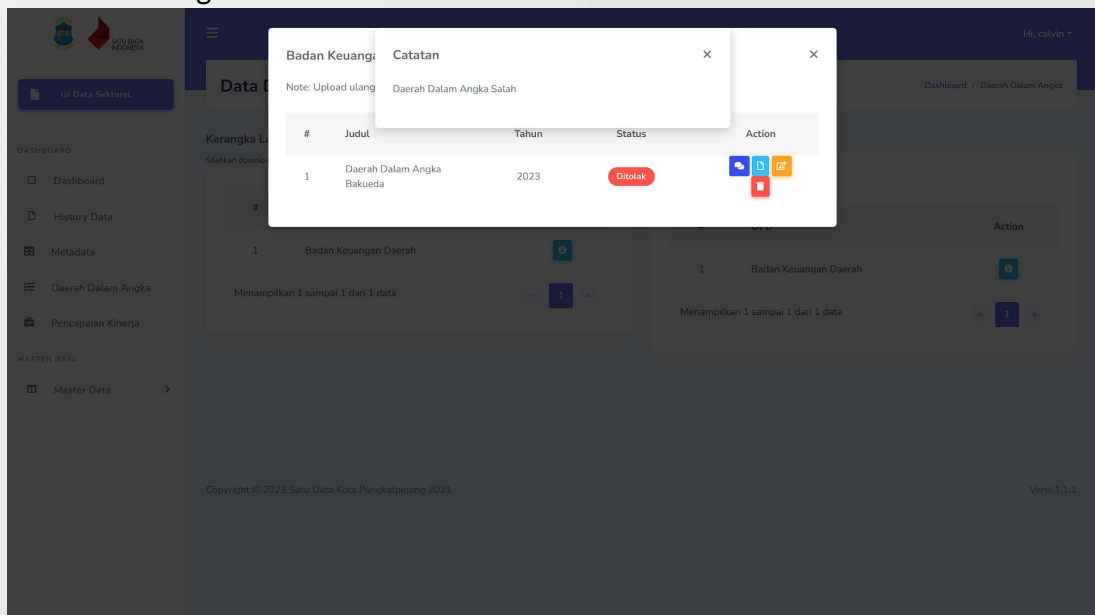 SATU DATA
INDONESIA
Hi, calvin
Isi Data Sektoral
DASHBOARD
Dashboard
History Data
Metadata
Daerah Dalam Angka
Pencapaian Kinerja
MASTER DATA
Master Data
Data
Dashboard / Daerah Dalam Angka
Badan Keuanga
Note: Upload ulang
Catatan
×
Daerah Dalam Angka Salah
×
# Judul Tahun Status Action
1 Daerah Dalam Angka Bakueda 2023 Ditolak
Kerangka
Silahkan
#
1 Badan Keuangan Daerah
Menampilkan 1 sampai 1 dari 1 data
« 1 »
Action
1 Badan Keuangan Daerah
Menampilkan 1 sampai 1 dari 1 data
« 1 »
Copyright © 2023 Satu Data Kota Pangkalpinang 2021
Versi 1.1.1